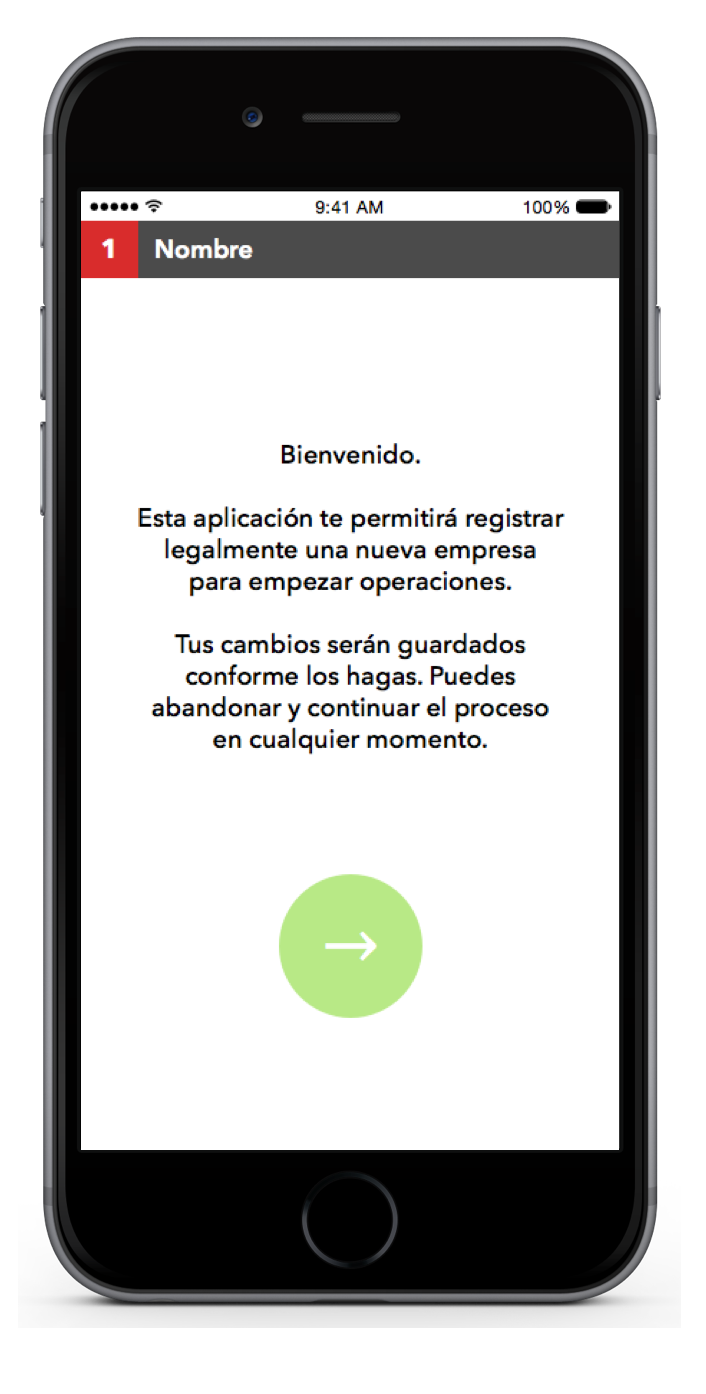 9:41 AM
100%
1 Nombre
Bienvenido.
Esta aplicación te permitirá registrar
legalmente una nueva empresa
para empezar operaciones.
Tus cambios serán guardados
conforme los hagas. Puedes
abandonar y continuar el proceso
en cualquier momento.